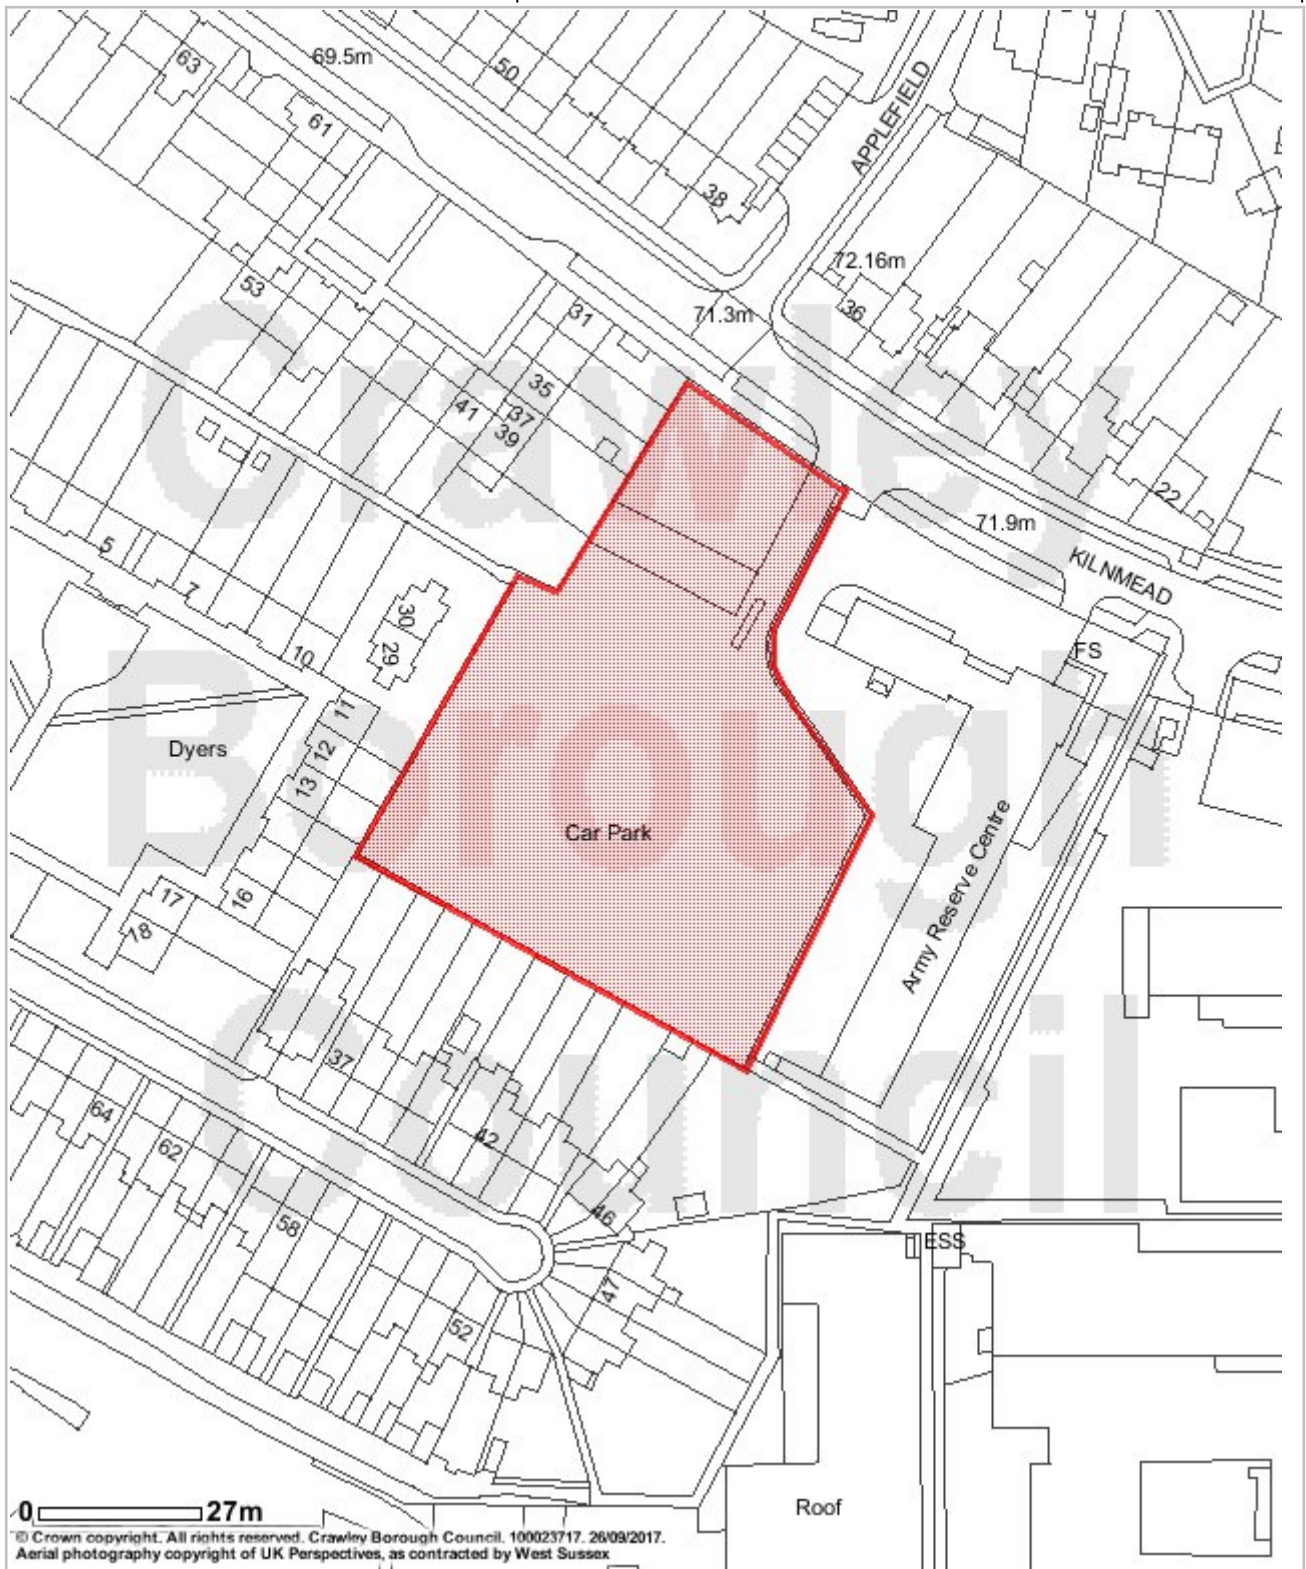 63
69.5m
50
61
APPLEFIELD
38
72.16m
53
31
71.3m
36
35
41
37
39
22
71.9m
5
KILNMEAD
7
30
29
10
FS
11
Dyers
12
13
Car Park
Army Reserve Centre
17
16
18
37
64
42
62
58
46
ESS
47
52
Crawley
Borough
Council
Roof
0 27m
© Crown copyright. All rights reserved. Crawley Borough Council. 100023717. 26/09/2017.
Aerial photography copyright of UK Perspectives, as contracted by West Sussex